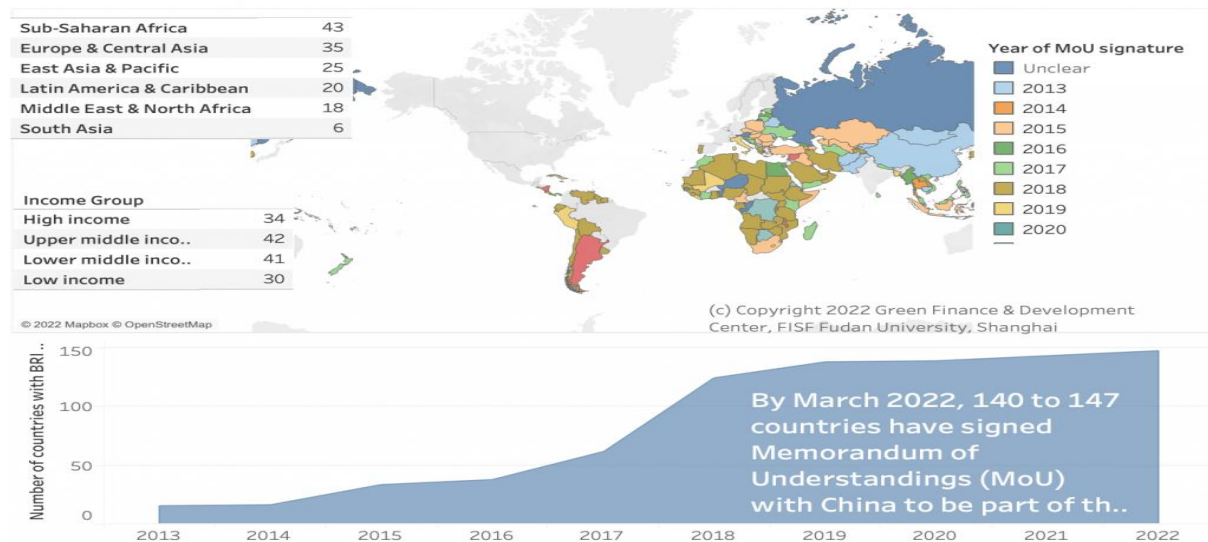 Sub-Saharan Africa 43
Europe & Central Asia 35
East Asia & Pacific 25
Latin America & Caribbean 20
Middle East & North Africa 18
South Asia 6
Income Group
High income 34
Upper middle inco.. 42
Lower middle inco.. 41
Low income 30
© 2022 Mapbox © OpenStreetMap
Year of MoU signature
Unclear
2013
2014
2015
2016
2017
2018
2019
2020
(c) Copyright 2022 Green Finance & Development
Center, FISF Fudan University, Shanghai
Number of countries with BRI..
150
100
50
0
By March 2022, 140 to 147
countries have signed
Memorandum of
Understandings (MoU)
with China to be part of th..
2013 2014 2015 2016 2017 2018 2019 2020 2021 2022